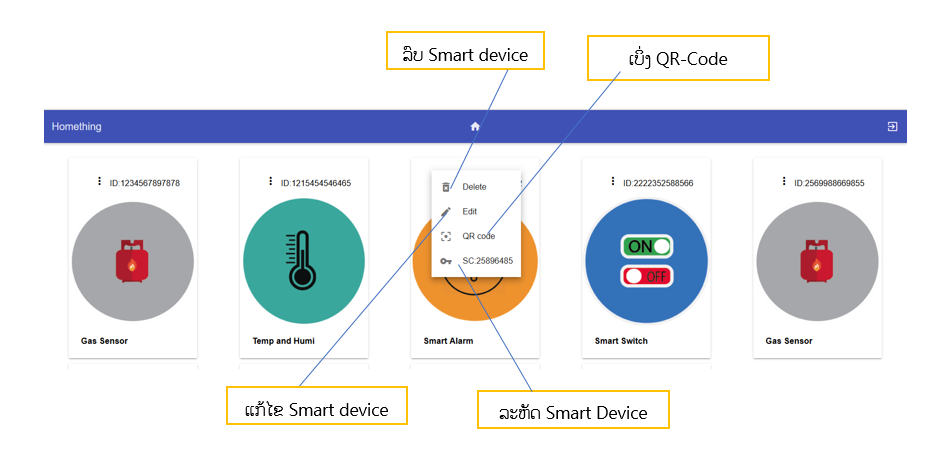 ລຶບ Smart device
ເບິ່ງ QR-Code
Homething
ID:1234567897878
ID:1215454546465
ID:2222352588566
ID:2569988669855
Delete
Edit
QR code
SC:25896485
ON
OFF
Gas Sensor
Temp and Humi
Smart Alarm
Smart Switch
Gas Sensor
ແກ້ໄຂ Smart device
ລະຫັດ Smart Device